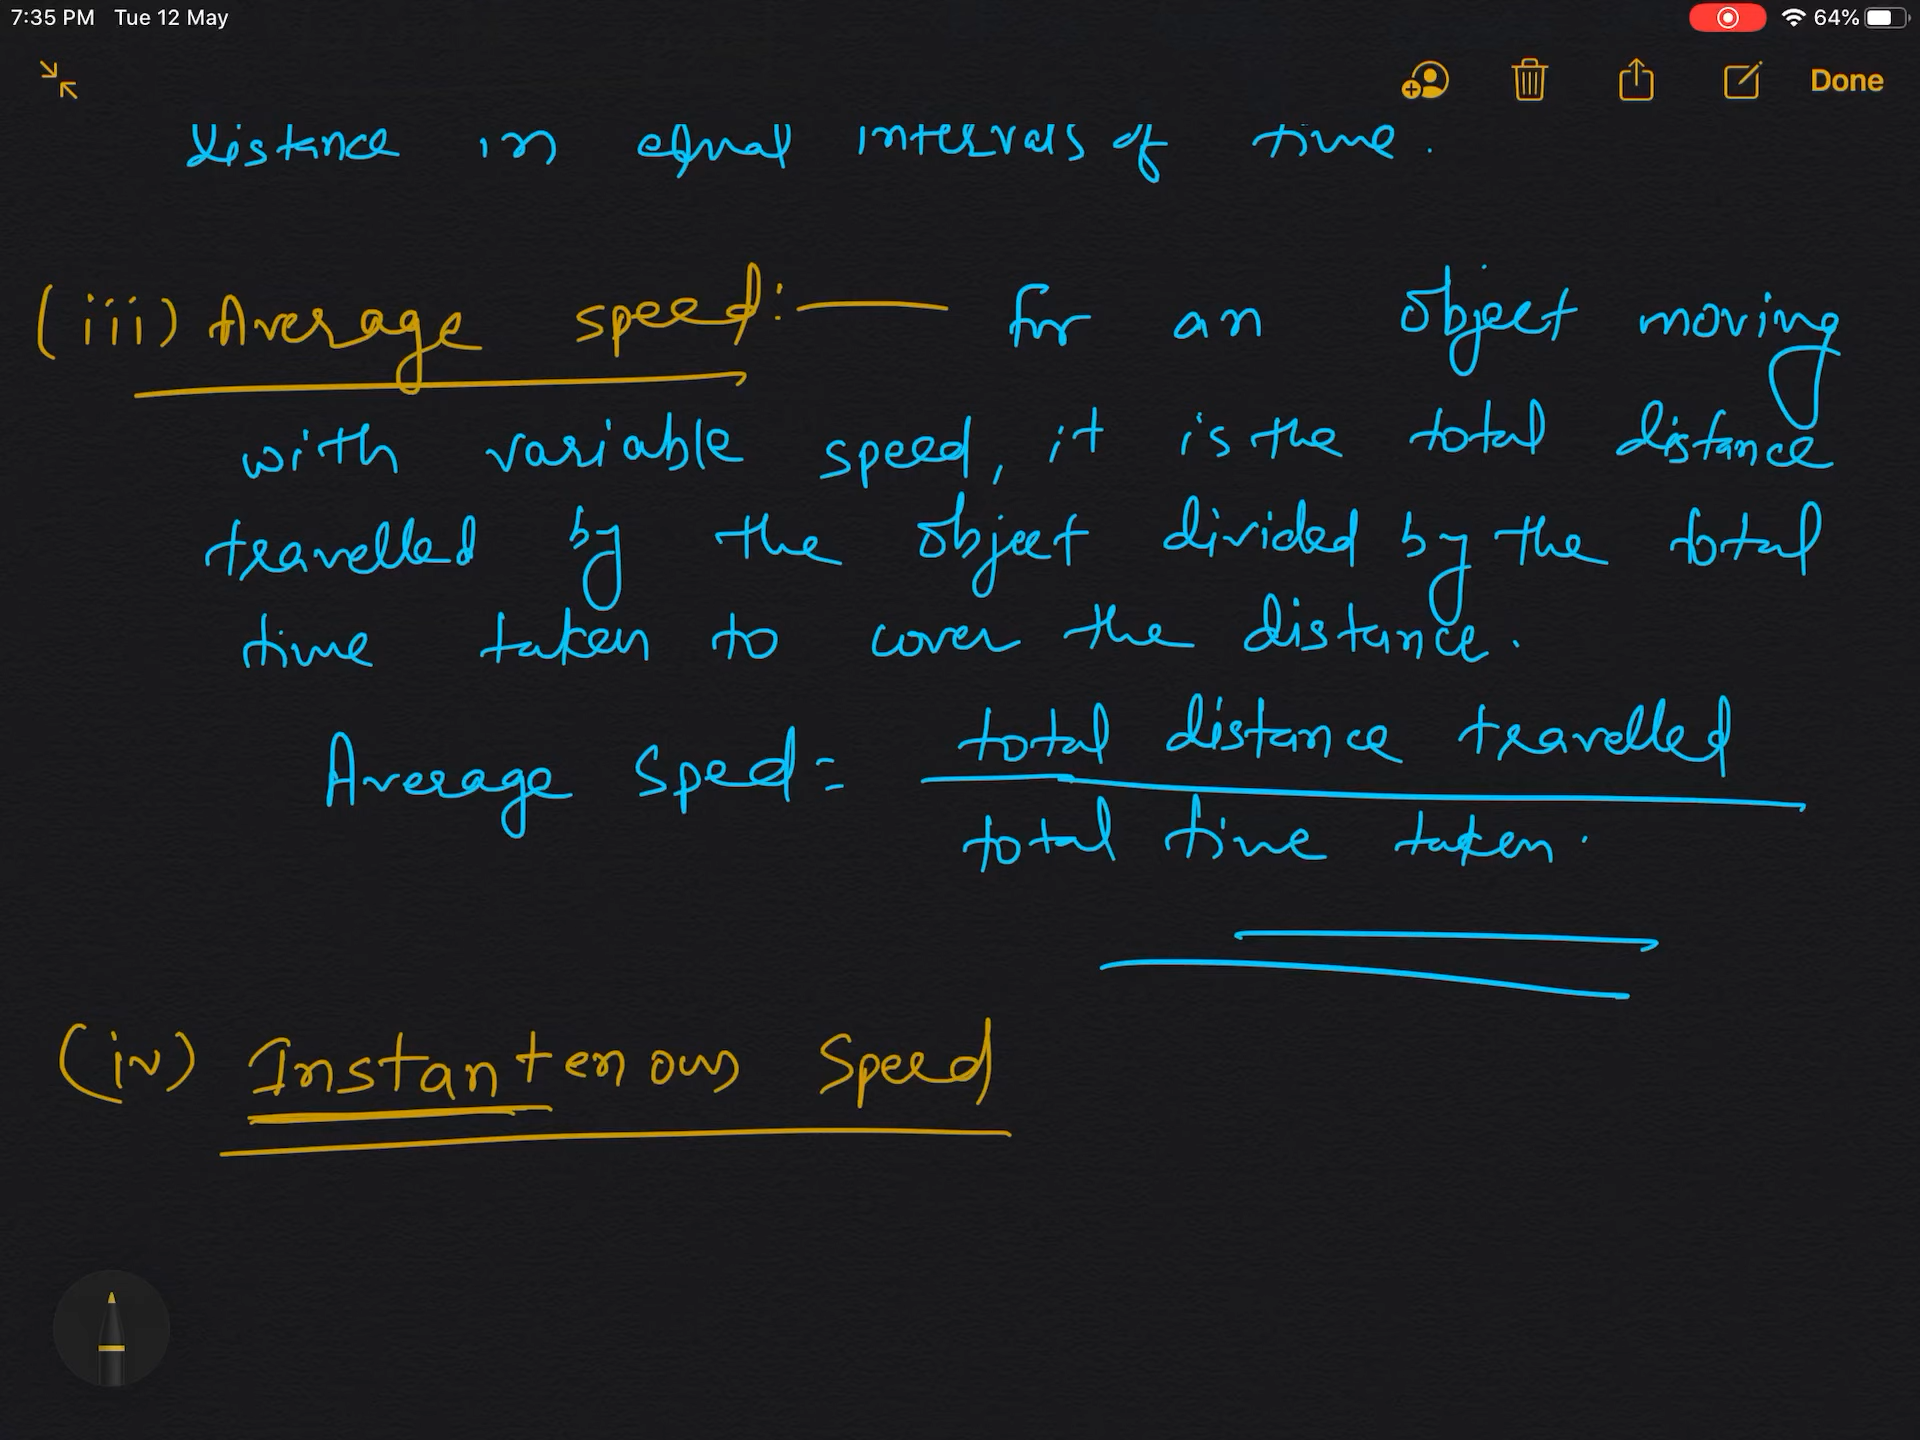 7:35 PM Tue 12 May 64%
Done
distance in equal intervals of time.
(iii) Average speed:— for an object moving
with variable speed, it is the total distance
travelled by the object divided by the total
time taken to cover the distance.
Average Sped = total distance travelled
total time taken.
(iv) Instantenous Speed